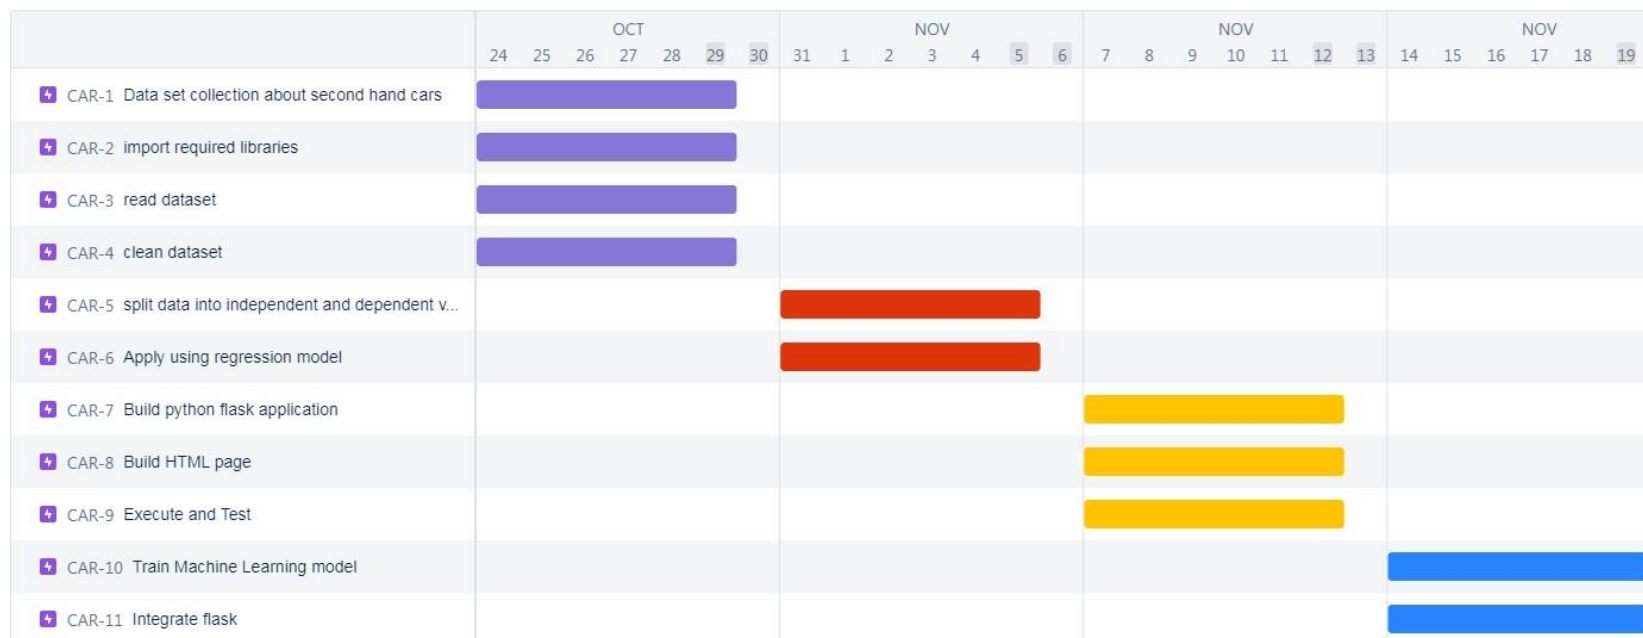 OCT NOV NOV NOV
24 25 26 27 28 29 30 31 1 2 3 4 5 6 7 8 9 10 11 12 13 14 15 16 17 18 19
CAR-1 Data set collection about second hand cars
CAR-2 import required libraries
CAR-3 read dataset
CAR-4 clean dataset
CAR-5 split data into independent and dependent v...
CAR-6 Apply using regression model
CAR-7 Build python flask application
CAR-8 Build HTML page
CAR-9 Execute and Test
CAR-10 Train Machine Learning model
CAR-11 Integrate flask